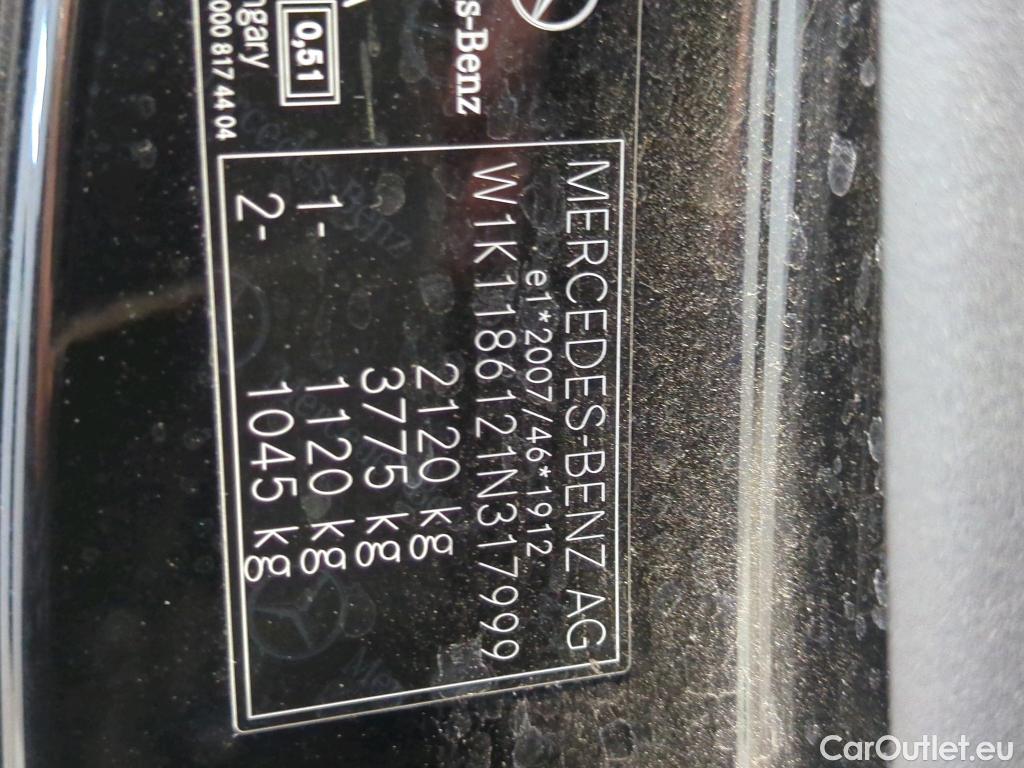 MERCEDES-BENZ AG
e1*2007/46*1912
W1K1186121N317999
2120 kg
3775 kg
1- 1120 kg
2- 1045 kg
s-Benz
0,51
ngary
000 817 44 04
CarOutlet.eu